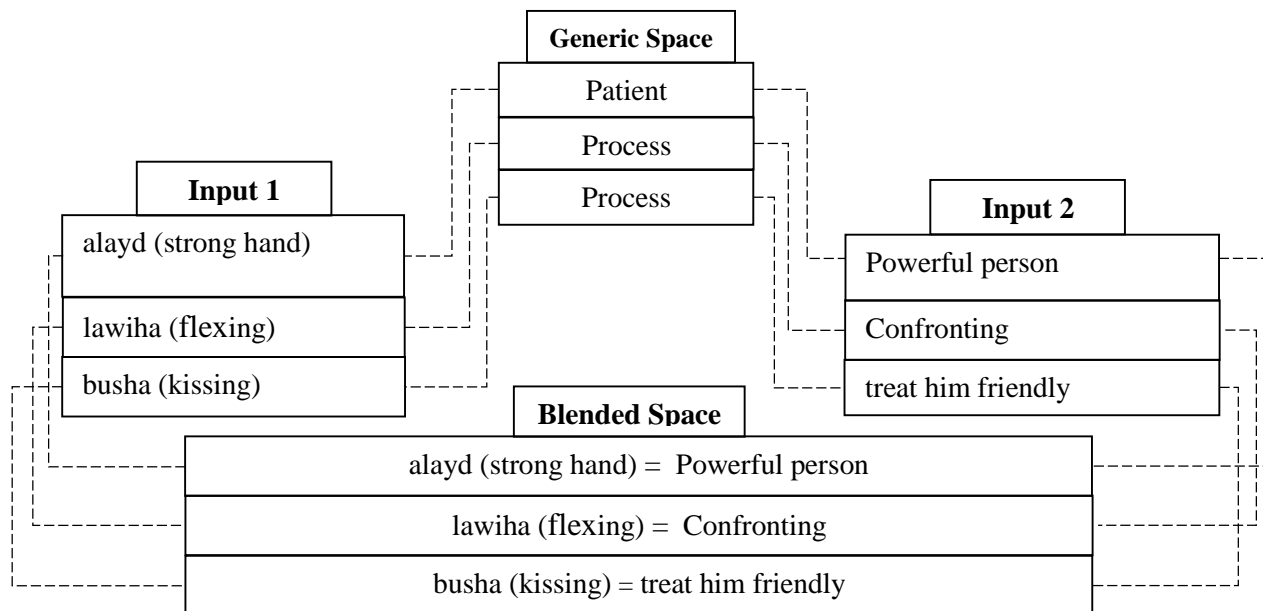 Generic Space
Patient
Process
Process
Input 1
alayd (strong hand)
lawiha (flexing)
busha (kissing)
Input 2
Powerful person
Confronting
treat him friendly
Blended Space
alayd (strong hand) = Powerful person
lawiha (flexing) = Confronting
busha (kissing) = treat him friendly